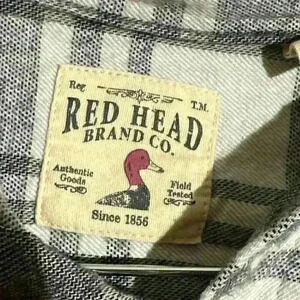 Reg T.M.
RED HEAD
BRAND CO.
Authentic Field
Goods Tested
Since 1856